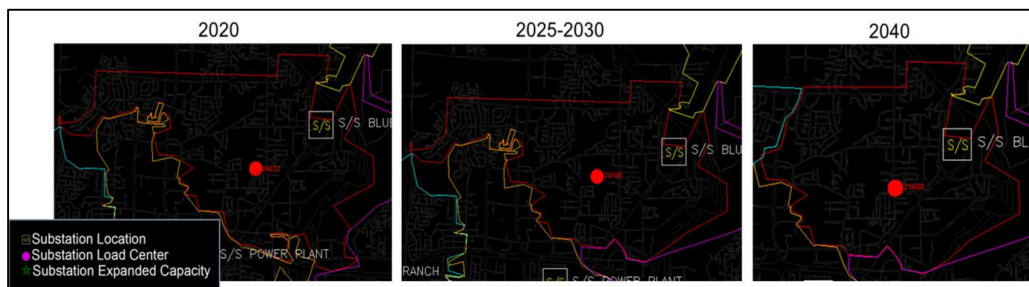 2020
2025-2030
2040
S/S
S/S BLUE
S/S
S/S BLU
S/S
S/S BL
S/S POWER PLANT
RANCH
S/S
S/S POWER PLANT
Substation Location
Substation Load Center
Substation Expanded Capacity